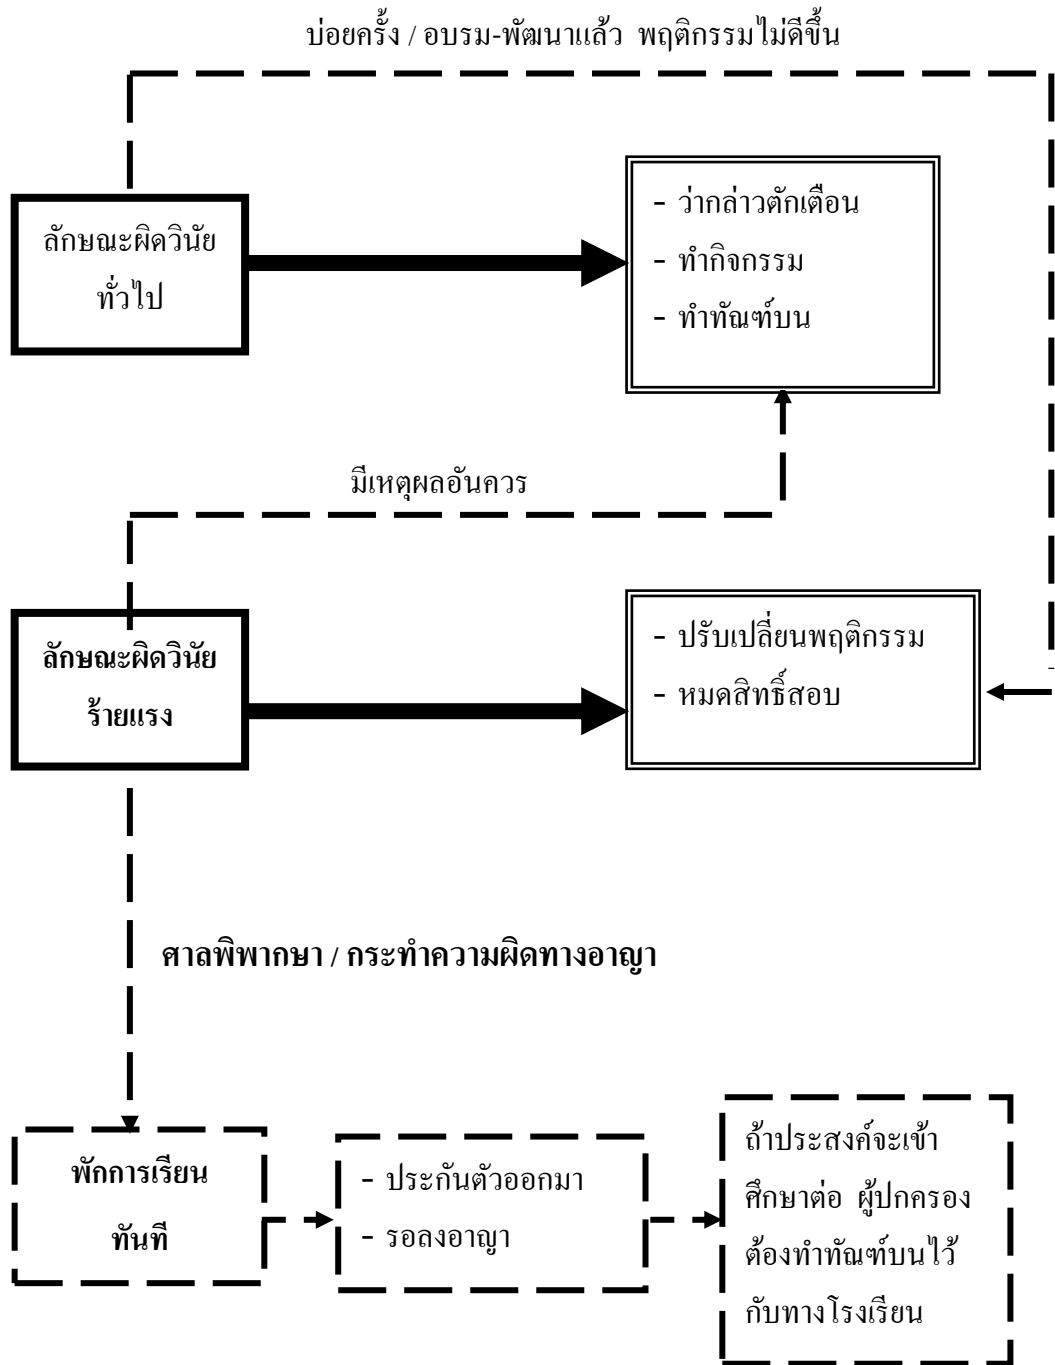 บ่อยครั้ง / อบรม-พัฒนาแล้ว พฤติกรรมไม่ดีขึ้น
ลักษณะผิดวินัย
ทั่วไป
- ว่ากล่าวตักเตือน
- ทำกิจกรรม
- ทำทัณฑ์บน
มีเหตุผลอันควร
ลักษณะผิดวินัย
ร้ายแรง
- ปรับเปลี่ยนพฤติกรรม
- หมดสิทธิ์สอบ
ศาลพิพากษา / กระทำความผิดทางอาญา
พักการเรียน
ทันที
- ประกันตัวออกมา
- รอลงอาญา
ถ้าประสงค์จะเข้า
ศึกษาต่อ ผู้ปกครอง
ต้องทำทัณฑ์บนไว้
กับทางโรงเรียน